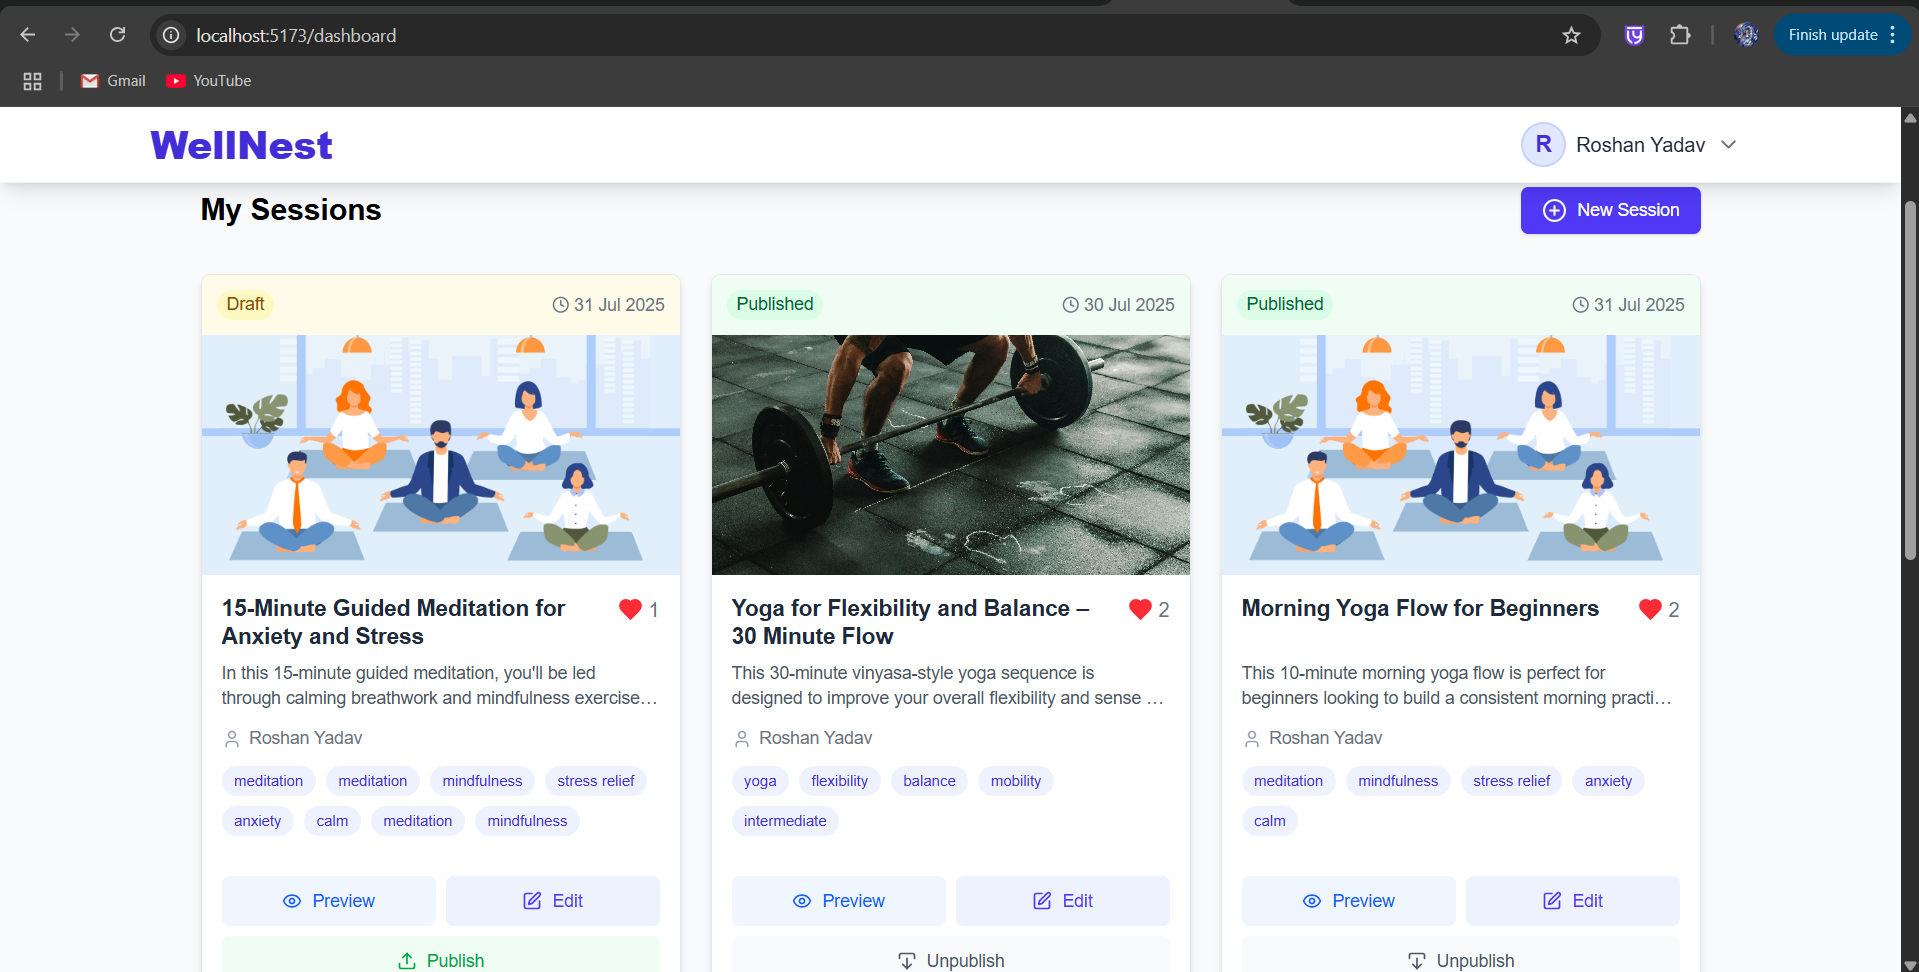 localhost:5173/dashboard
Finish update
Gmail
YouTube
WellNest
R
Roshan Yadav
My Sessions
New Session
Draft
31 Jul 2025
15-Minute Guided Meditation for
Anxiety and Stress
1
In this 15-minute guided meditation, you'll be led
through calming breathwork and mindfulness exercise...
Roshan Yadav
meditation meditation mindfulness stress relief
anxiety calm meditation mindfulness
Preview
Edit
Publish
Published
30 Jul 2025
Yoga for Flexibility and Balance –
30 Minute Flow
2
This 30-minute vinyasa-style yoga sequence is
designed to improve your overall flexibility and sense ...
Roshan Yadav
yoga flexibility balance mobility
intermediate
Preview
Edit
Unpublish
Published
31 Jul 2025
Morning Yoga Flow for Beginners
2
This 10-minute morning yoga flow is perfect for
beginners looking to build a consistent morning practi...
Roshan Yadav
meditation mindfulness stress relief anxiety
calm
Preview
Edit
Unpublish